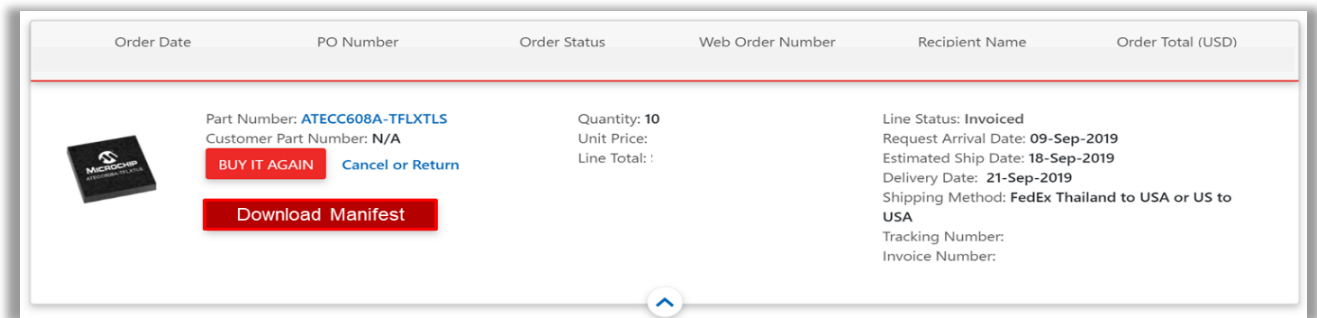 Order Date PO Number Order Status Web Order Number Recipient Name Order Total (USD)
Part Number: ATECC608A-TFLXTLS
Customer Part Number: N/A
BUY IT AGAIN Cancel or Return
Download Manifest
MICROCHIP
ATECC608A-TFLXTLS
Quantity: 10
Unit Price:
Line Total:
Line Status: Invoiced
Request Arrival Date: 09-Sep-2019
Estimated Ship Date: 18-Sep-2019
Delivery Date: 21-Sep-2019
Shipping Method: FedEx Thailand to USA or US to
USA
Tracking Number:
Invoice Number: